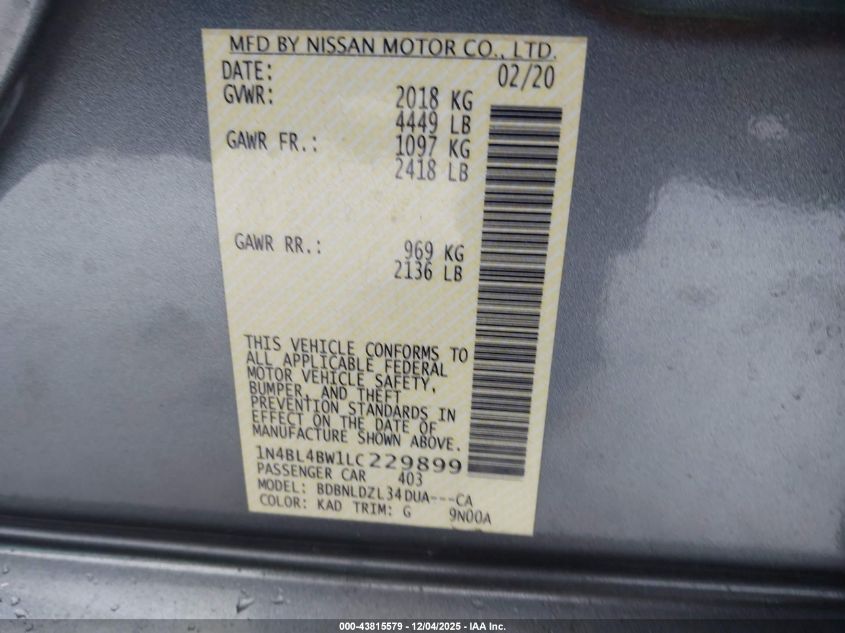 MFD BY NISSAN MOTOR CO., LTD.
DATE: 02/20
GVWR: 2018 KG
4449 LB
GAWR FR.: 1097 KG
2418 LB
GAWR RR.: 969 KG
2136 LB
THIS VEHICLE CONFORMS TO
ALL APPLICABLE FEDERAL
MOTOR VEHICLE SAFETY,
BUMPER, AND THEFT
PREVENTION STANDARDS IN
EFFECT ON THE DATE OF
MANUFACTURE SHOWN ABOVE.
1N4BL4BW1LC229899
PASSENGER CAR 403
MODEL: BDBNLDZL34DUA---CA
COLOR: KAD TRIM: G 9N00A
000-43815579 - 12/04/2025 - IAA Inc.